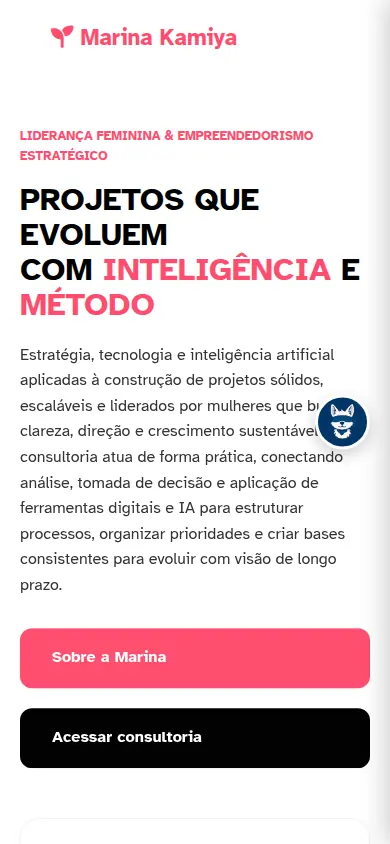 Marina Kamiya
LIDERANÇA FEMININA & EMPREENDEDORISMO
ESTRATÉGICO
PROJETOS QUE
EVOLUEM
COM INTELIGÊNCIA E
MÉTODO
Estratégia, tecnologia e inteligência artificial
aplicadas à construção de projetos sólidos,
escaláveis e liderados por mulheres que
clareza, direção e crescimento sustentável
consultoria atua de forma prática, conectando
análise, tomada de decisão e aplicação de
ferramentas digitais e IA para estruturar
processos, organizar prioridades e criar bases
consistentes para evoluir com visão de longo
prazo.
Sobre a Marina
Acessar consultoria